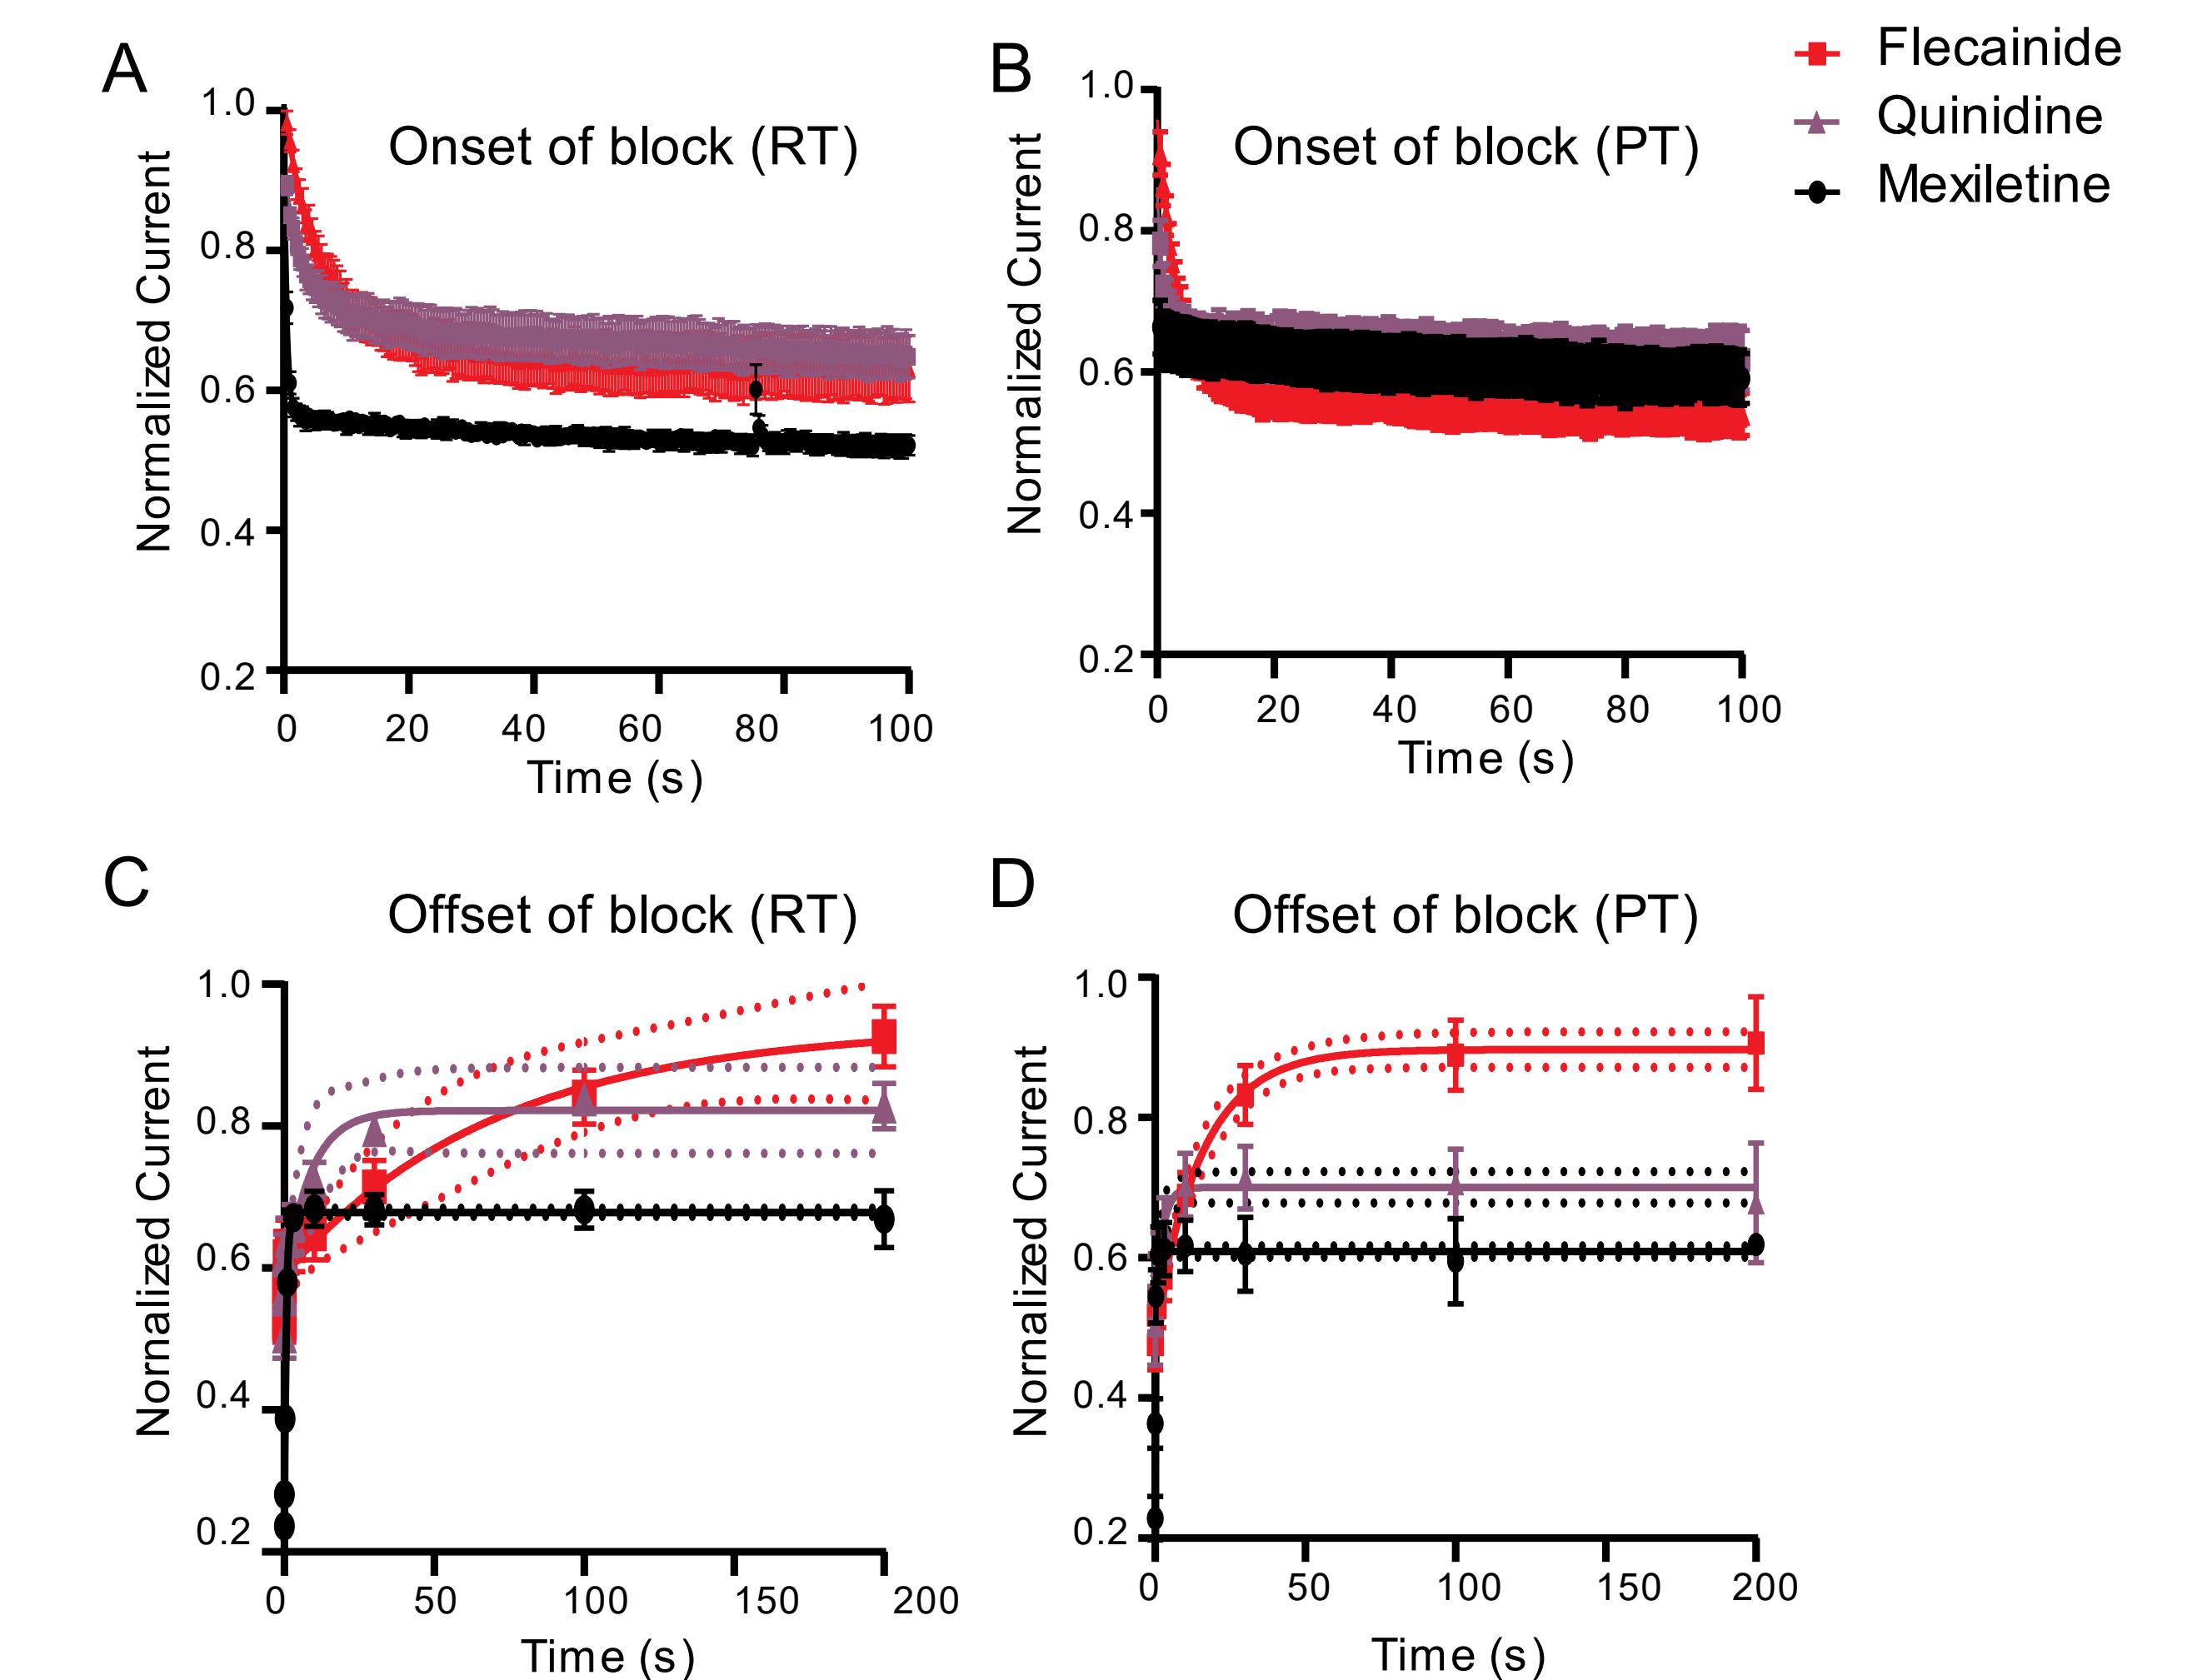 A
B
Flecainide
Quinidine
Mexiletine
Onset of block (RT)
Normalized Current
1.0
0.8
0.6
0.4
0.2
0 20 40 60 80 100
Time (s)
Onset of block (PT)
Normalized Current
1.0
0.8
0.6
0.4
0.2
0 20 40 60 80 100
Time (s)
C
Offset of block (RT)
Nornalized Current
1.0
0.8
0.6
0.4
0.2
0 50 100 150 200
Time (s)
D
Offset of block (PT)
Nornalized Current
1.0
0.8
0.6
0.4
0.2
0 50 100 150 200
Time (s)